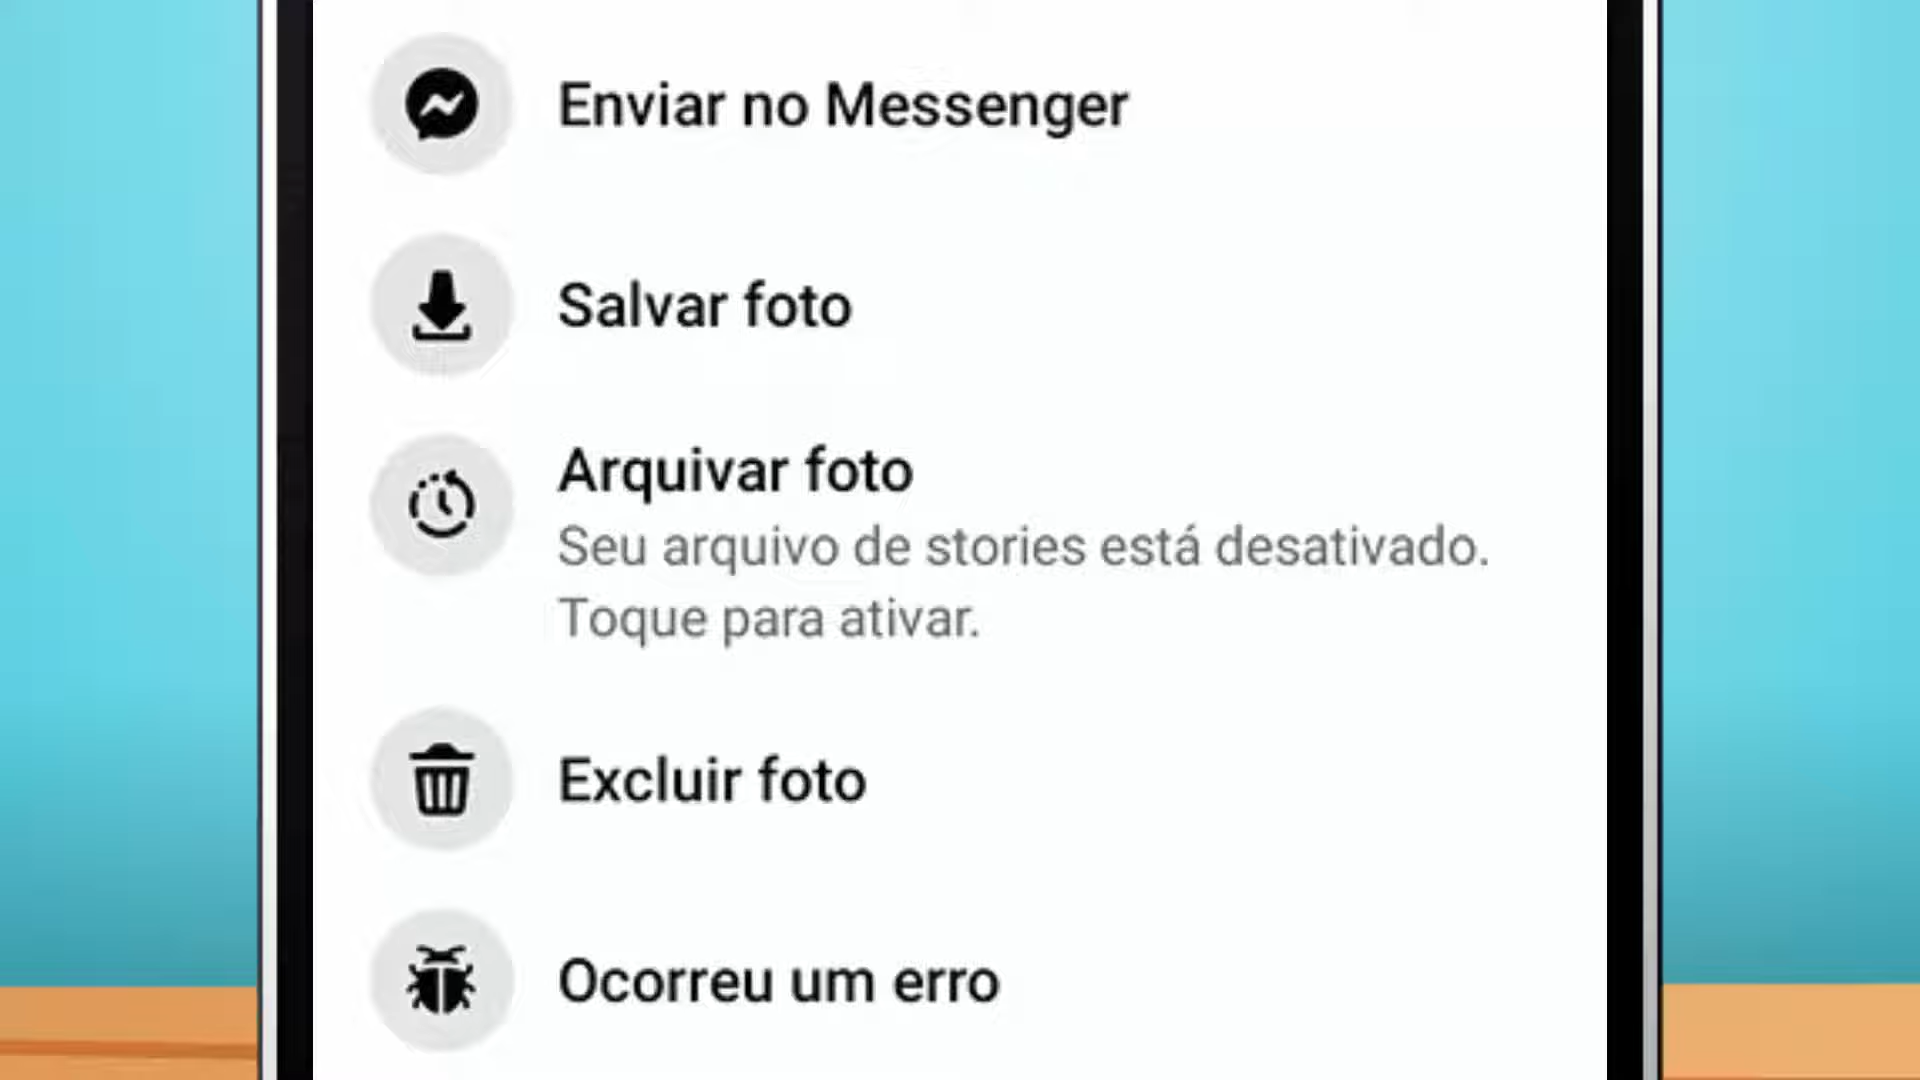 Enviar no Messenger
Salvar foto
Arquivar foto
Seu arquivo de stories está desativado.
Toque para ativar.
Excluir foto
Ocorreu um erro